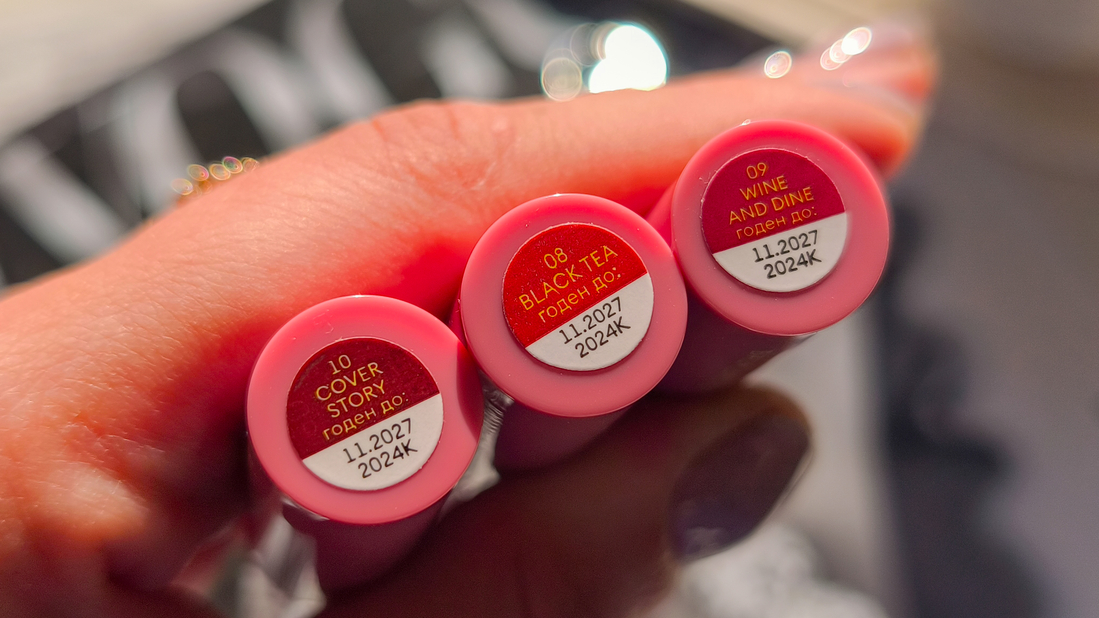 10
COVER
STORY
годен до:
11.2027
2024K
08
BLACK TEA
годен до:
11.2027
2024K
09
WINE
AND DINE
годен до:
11.2027
2024K